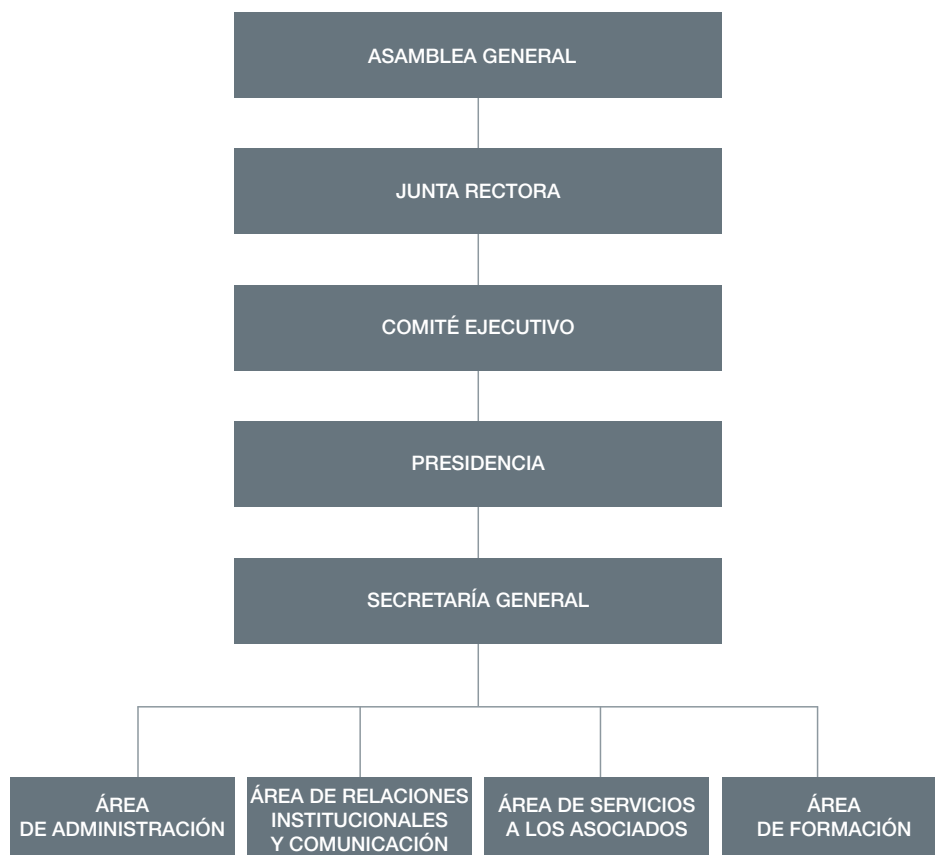 ASAMBLEA GENERAL
JUNTA RECTORA
COMITÉ EJECUTIVO
PRESIDENCIA
SECRETARÍA GENERAL
ÁREA
DE ADMINISTRACIÓN
ÁREA DE RELACIONES
INSTITUCIONALES
Y COMUNICACIÓN
ÁREA DE SERVICIOS
A LOS ASOCIADOS
ÁREA
DE FORMACIÓN